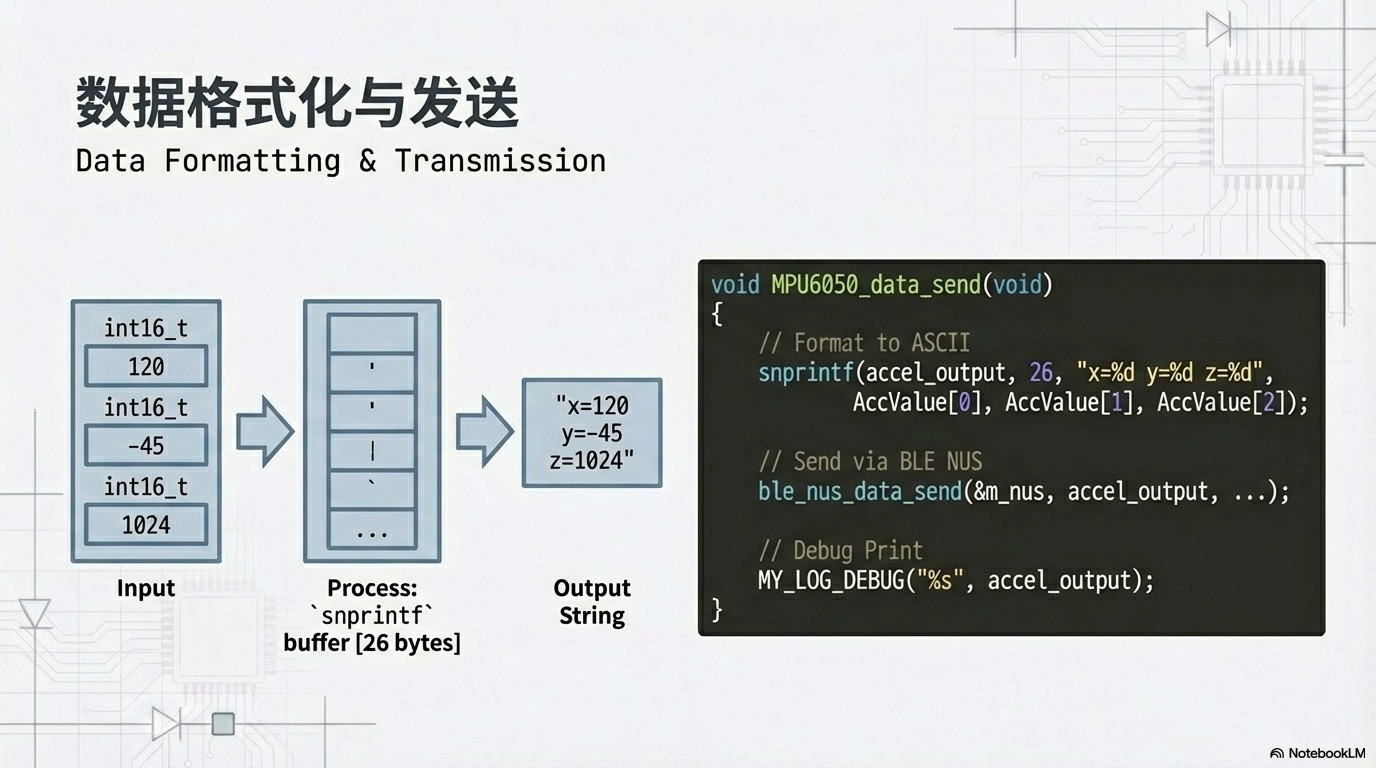 数据格式化与发送
Data Formatting & Transmission
int16_t
120
int16_t
-45
int16_t
1024
Input
'
'
|
`
...
Process:
`snprintf`
buffer [26 bytes]
"x=120
y=-45
z=1024"
Output
String
void MPU6050_data_send(void)
{
    // Format to ASCII
    snprintf(accel_output, 26, "x=%d y=%d z=%d",
            AccValue[0], AccValue[1], AccValue[2]);
    // Send via BLE NUS
    ble_nus_data_send(&m_nus, accel_output, ...);
    // Debug Print
    MY_LOG_DEBUG("%s", accel_output);
}
NotebookLM